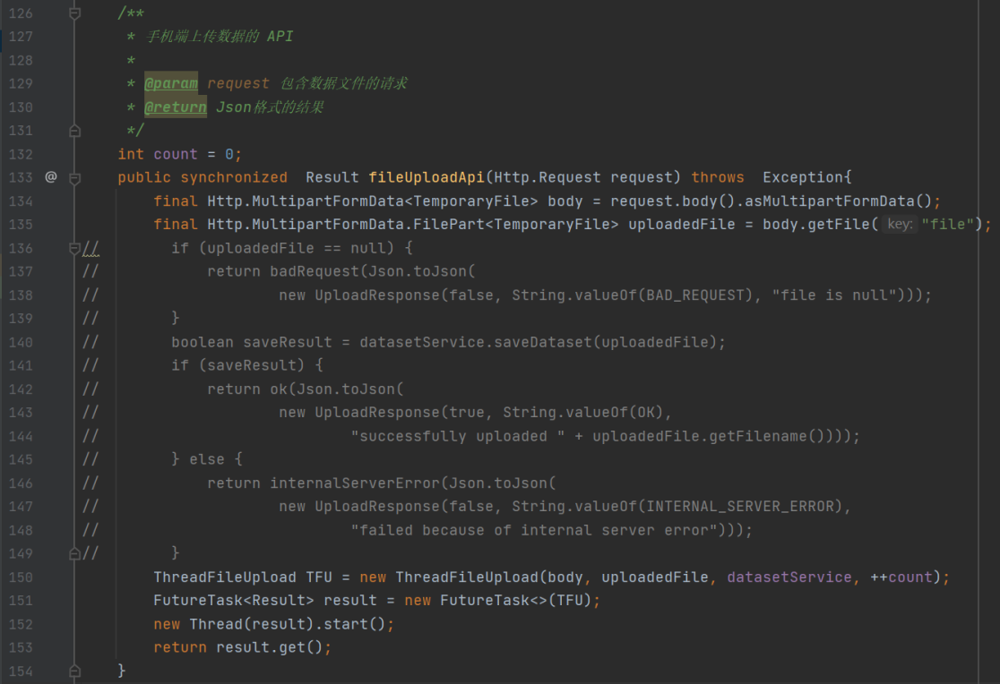 126 /**
127 * 手机端上传数据的 API
128 *
129 * @param request 包含数据文件的请求
130 * @return Json格式的结果
131 */
132 int count = 0;
133 @ public synchronized  Result fileUploadApi(Http.Request request) throws  Exception{
134 final Http.MultipartFormData<TemporaryFile> body = request.body().asMultipartFormData();
135 final Http.MultipartFormData.FilePart<TemporaryFile> uploadedFile = body.getFile( key: "file");
136 // if (uploadedFile == null) {
137 // return badRequest(Json.toJson(
138 // new UploadResponse(false, String.valueOf(BAD_REQUEST), "file is null")));
139 // }
140 // boolean saveResult = datasetService.saveDataset(uploadedFile);
141 // if (saveResult) {
142 // return ok(Json.toJson(
143 // new UploadResponse(true, String.valueOf(OK),
144 // "successfully uploaded " + uploadedFile.getFilename())));
145 // } else {
146 // return internalServerError(Json.toJson(
147 // new UploadResponse(false, String.valueOf(INTERNAL_SERVER_ERROR),
148 // "failed because of internal server error")));
149 // }
150 ThreadFileUpload TFU = new ThreadFileUpload(body, uploadedFile, datasetService, ++count);
151 FutureTask<Result> result = new FutureTask<>(TFU);
152 new Thread(result).start();
153 return result.get();
154 }